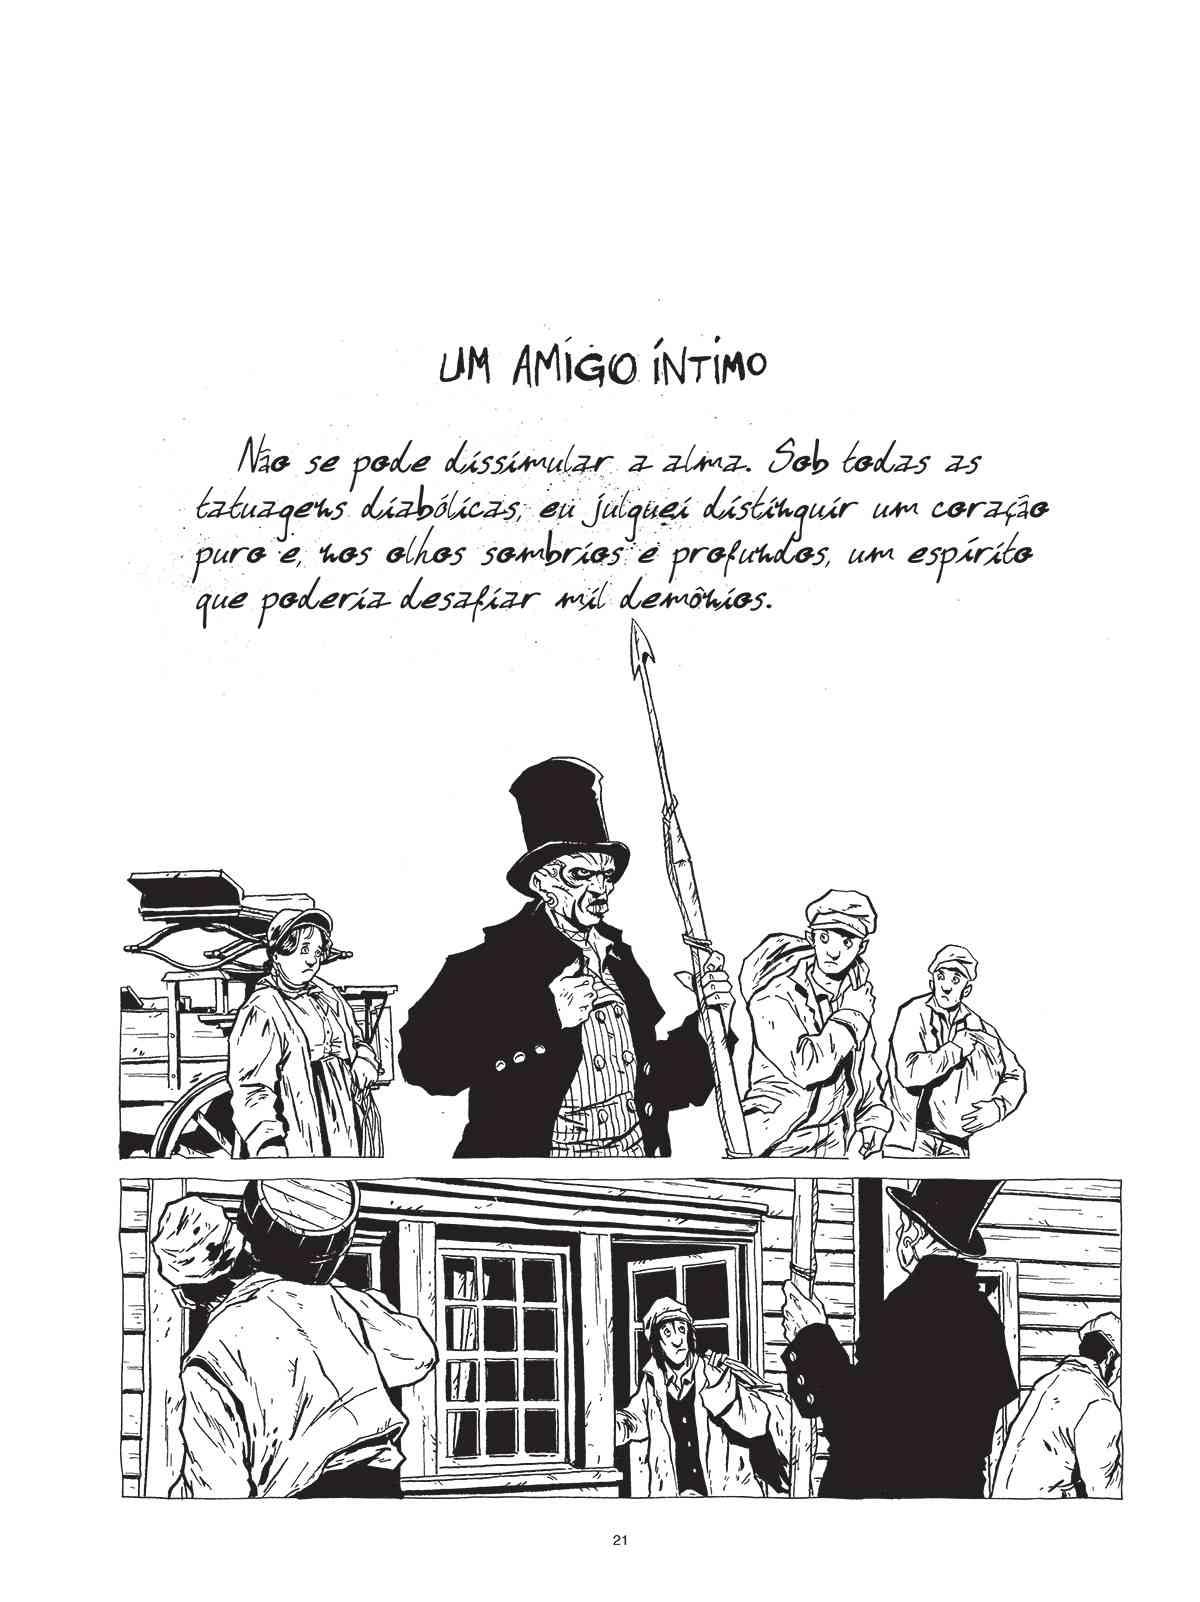 UM AMIGO ÍNTIMO
Não se pode dissimular a alma. Sob todas as
tatuagens diabólicas, eu julguei distinguir um coração
puro e, nos olhos sombrios e profundos, um espírito
que poderia desafiar mil demônios.
21